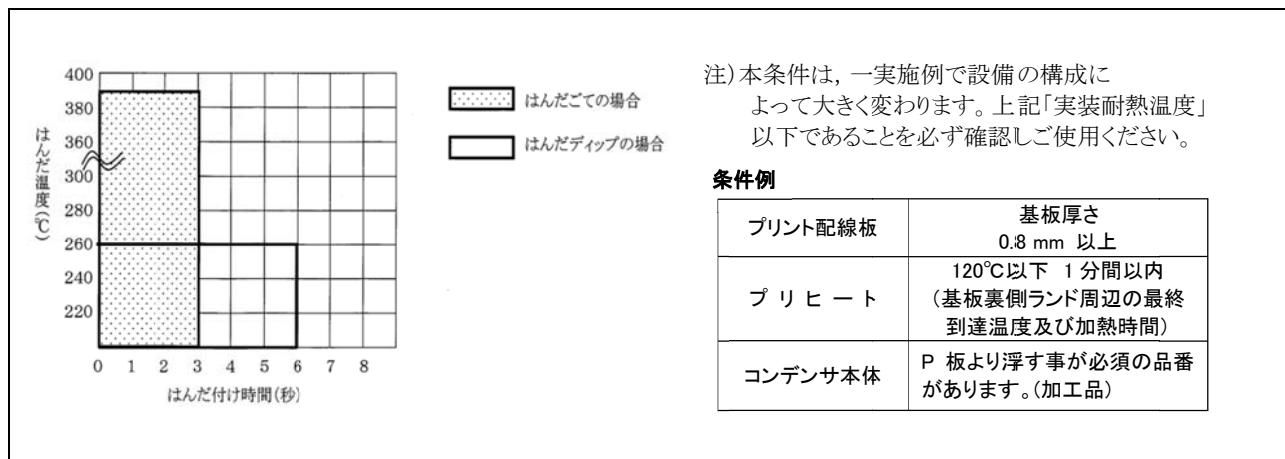 400
380
360
300
280
260
240
220
はんだ温度(℃)
0 1 2 3 4 5 6 7 8
はんだ付け時間(秒)
はんだごての場合
はんだディップの場合
注）本条件は，一実施例で設備の構成に
よって大きく変わります。上記「実装耐熱温度」
以下であることを必ず確認しご使用ください。
条件例
プリント配線板
基板厚さ
0.8 mm 以上
プリヒート
120℃以下 1 分間以内
(基板裏側ランド周辺の最終
到達温度及び加熱時間)
コンデンサ本体
P 板より浮す事が必須の品番
があります。(加工品)